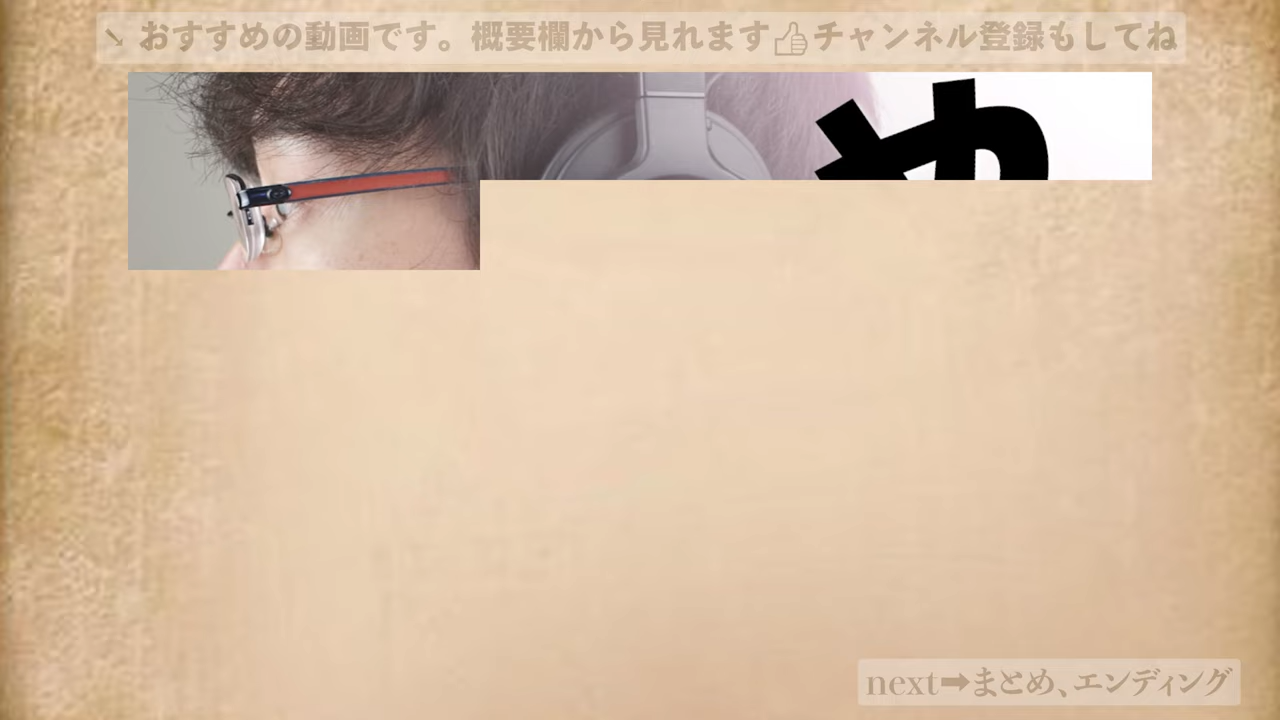 ↘ おすすめの動画です。概要欄から見れます👍チャンネル登録もしてね
next➡まとめ、エンディング